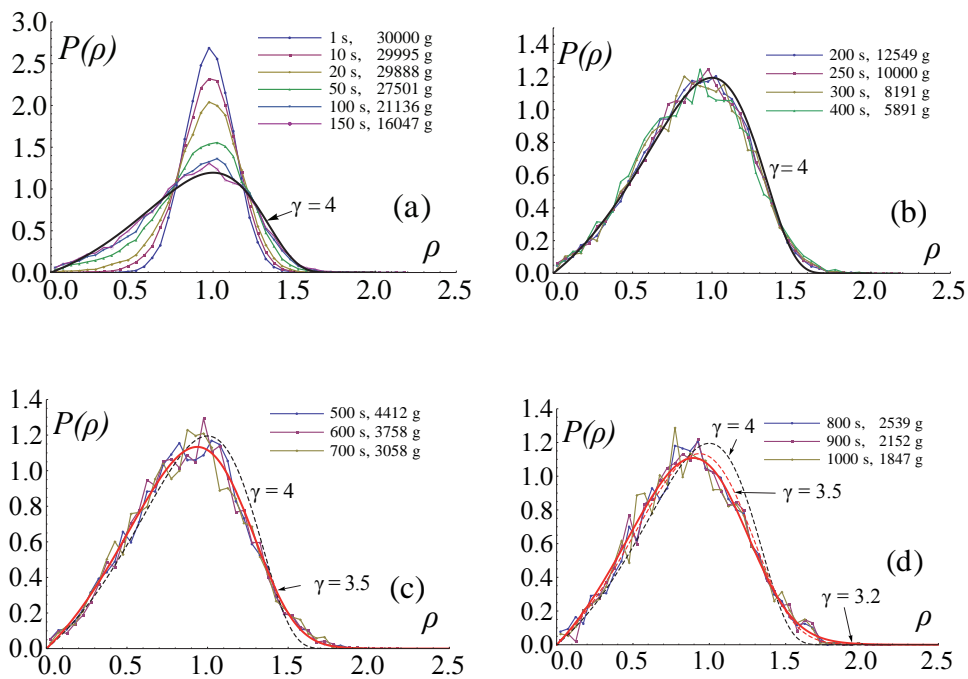 P(ρ)
3.0
2.5
2.0
1.5
1.0
0.5
0.0
0.0 0.5 1.0 1.5 2.0 2.5
1 s, 30000 g
10 s, 29995 g
20 s, 29888 g
50 s, 27501 g
100 s, 21136 g
150 s, 16047 g
γ = 4
(a)
ρ
P(ρ)
1.4
1.2
1.0
0.8
0.6
0.4
0.2
0.0
0.0 0.5 1.0 1.5 2.0 2.5
200 s, 12549 g
250 s, 10000 g
300 s, 8191 g
400 s, 5891 g
γ = 4
(b)
ρ
P(ρ)
1.4
1.2
1.0
0.8
0.6
0.4
0.2
0.0
0.0 0.5 1.0 1.5 2.0 2.5
500 s, 4412 g
600 s, 3758 g
700 s, 3058 g
γ = 4
γ = 3.5
(c)
ρ
P(ρ)
1.4
1.2
1.0
0.8
0.6
0.4
0.2
0.0
0.0 0.5 1.0 1.5 2.0 2.5
800 s, 2539 g
900 s, 2152 g
1000 s, 1847 g
γ = 4
γ = 3.5
γ = 3.2
(d)
ρ